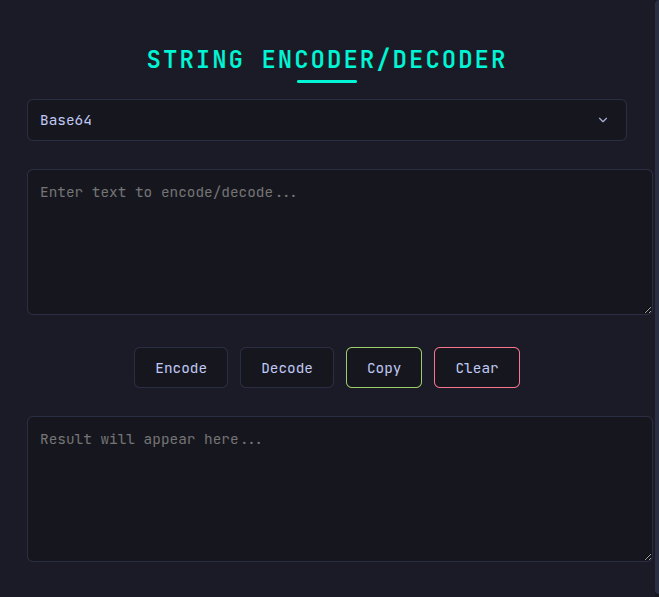 STRING ENCODER/DECODER
Base64
Enter text to encode/decode...
Encode Decode Copy Clear
Result will appear here...